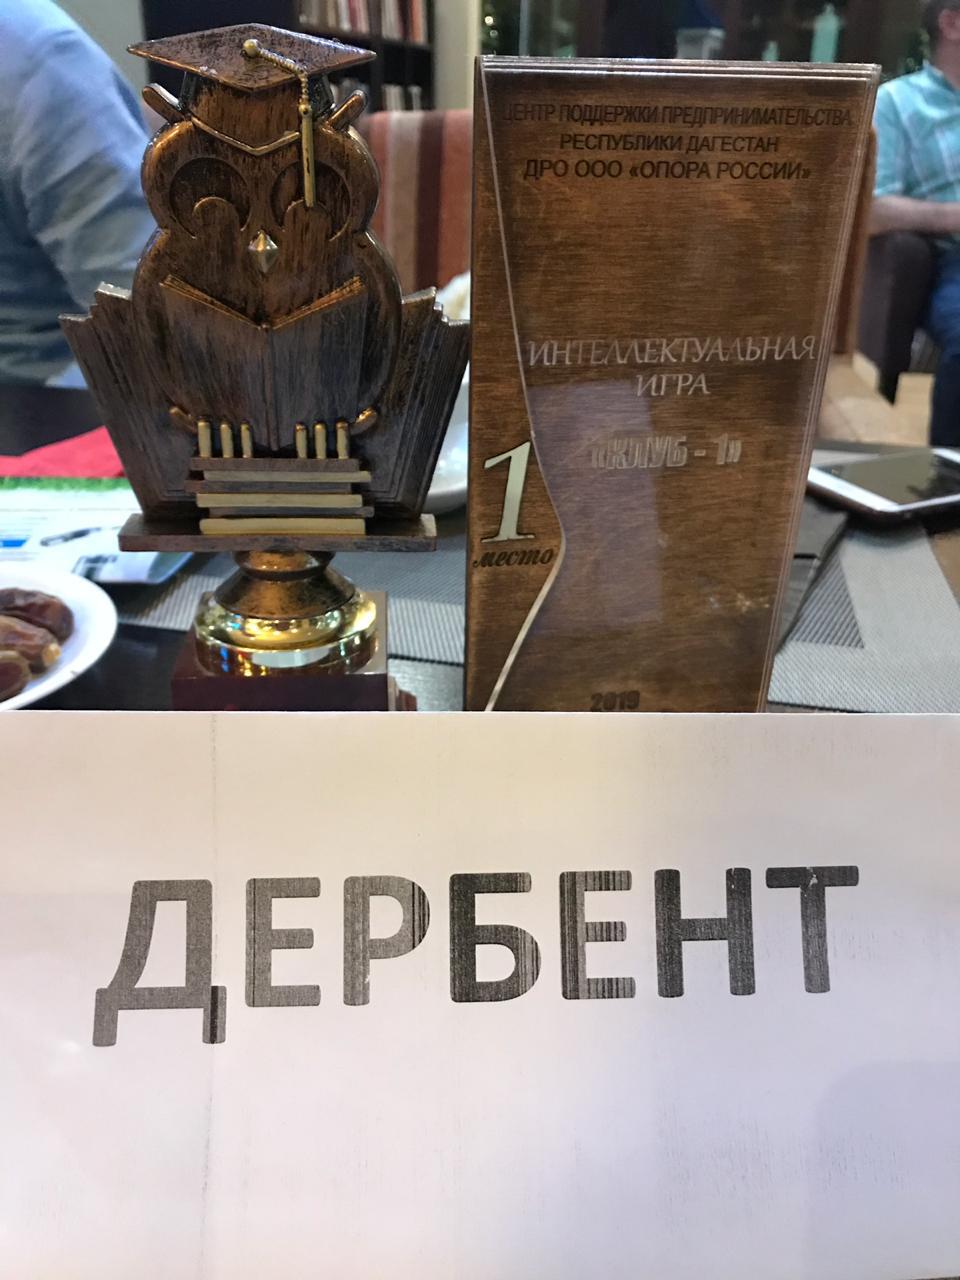 ЦЕНТР ПОДДЕРЖКИ ПРЕДПРИНИМАТЕЛЬСТВА
РЕСПУБЛИКИ ДАГЕСТАН
ДРО ООО «ОПОРА РОССИИ»
ИНТЕЛЛЕКТУАЛЬНАЯ
ИГРА
«КЛУБ - 1»
1
место
2019
ДЕРБЕНТ